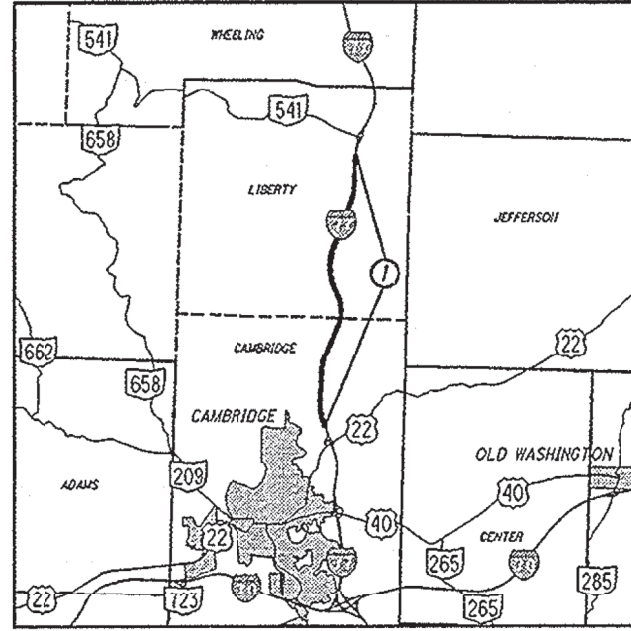 541
WHEELING
541
658
LIBERTY
JEFFERSON
1
662
CAMBRIDGE
22
658
CAMBRIDGE
22
OLD WASHINGTON
209
ADAMS
40
22
40
CENTER
265
285
22
723
265